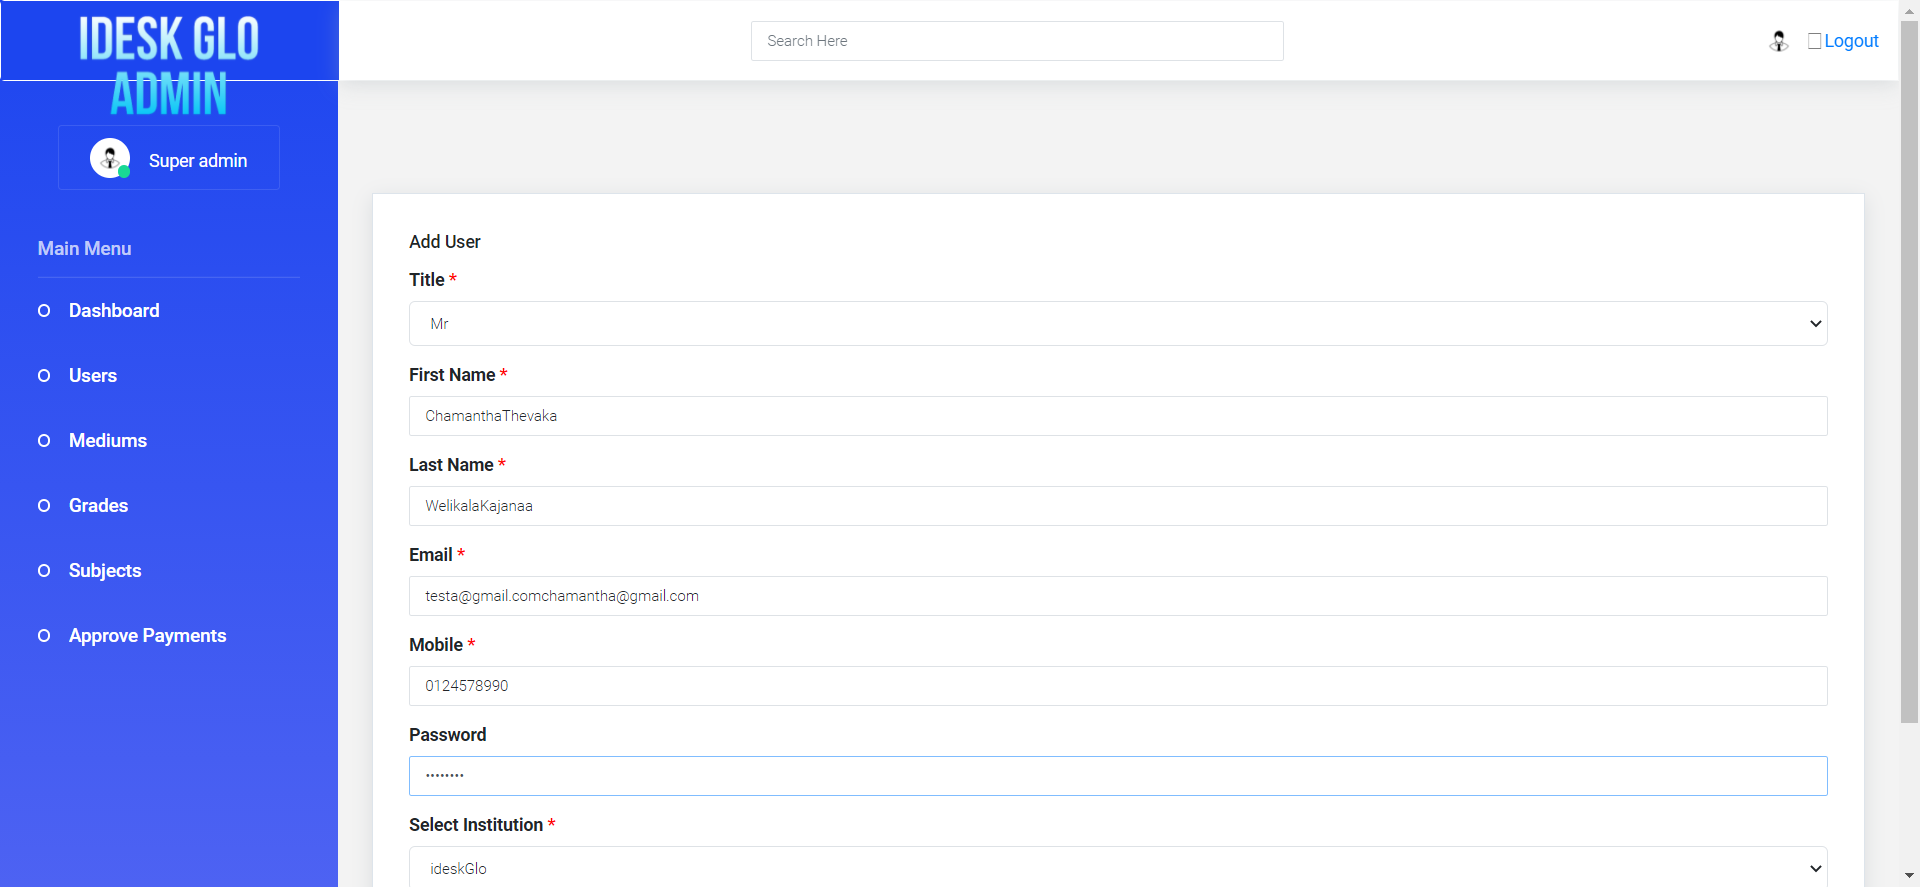 IDESK GLO
ADMIN
Search Here
Logout
Super admin
Main Menu
Dashboard
Users
Mediums
Grades
Subjects
Approve Payments
Add User
Title *
Mr
First Name *
ChamanthaThevaka
Last Name *
WelikalaKajanaa
Email *
testa@gmail.comchamantha@gmail.com
Mobile *
0124578990
Password
••••••••
Select Institution *
ideskGlo